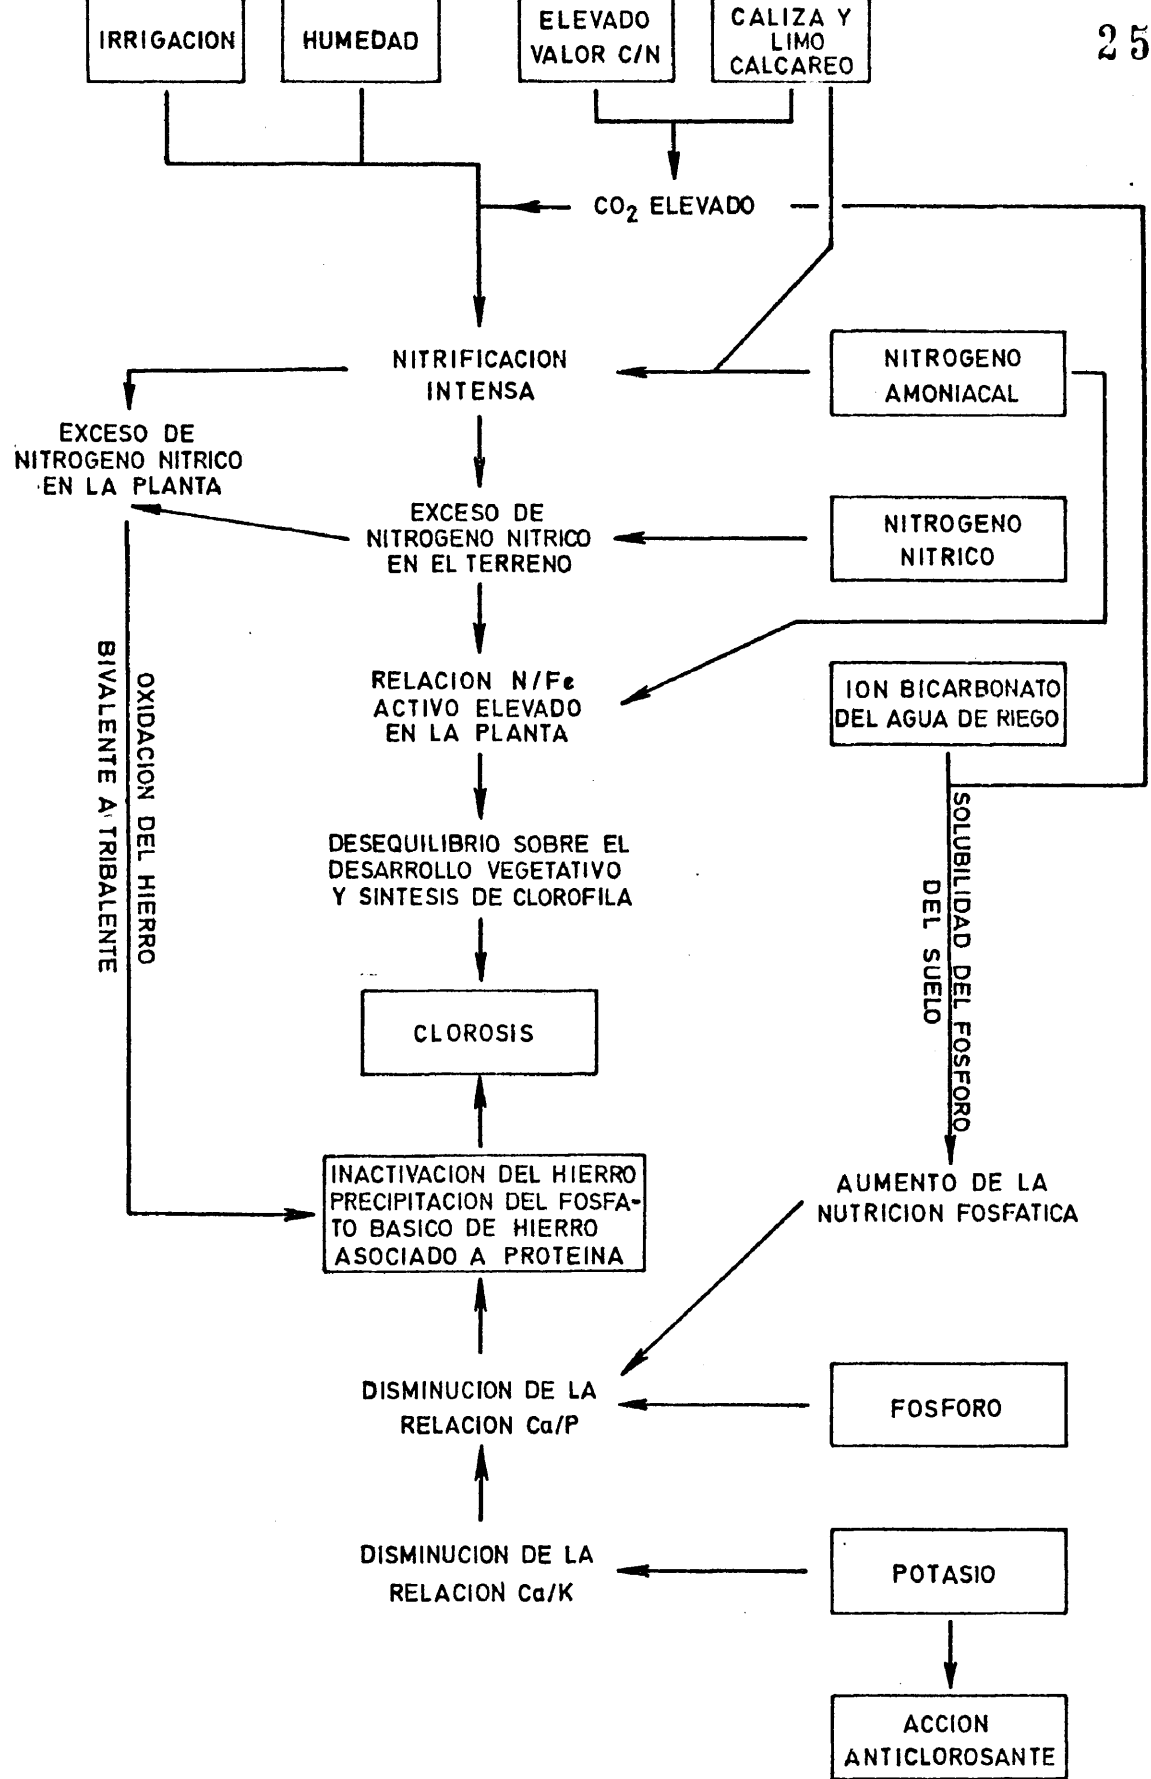 25
IRRIGACION
HUMEDAD
ELEVADO
VALOR C/N
CALIZA Y
LIMO
CALCAREO
CO₂ ELEVADO
NITRIFICACION
INTENSA
NITROGENO
AMONIACAL
EXCESO DE
NITROGENO NITRICO
EN LA PLANTA
EXCESO DE
NITROGENO NITRICO
EN EL TERRENO
NITROGENO
NITRICO
OXIDACION DEL HIERRO
BIVALENTE A TRIBALENTE
RELACION N/Fe
ACTIVO ELEVADO
EN LA PLANTA
ION BICARBONATO
DEL AGUA DE RIEGO
SOLUBILIDAD DEL FOSFORO
DEL SUELO
DESEQUILIBRIO SOBRE EL
DESARROLLO VEGETATIVO
Y SINTESIS DE CLOROFILA
CLOROSIS
INACTIVACION DEL HIERRO
PRECIPITACION DEL FOSFA-
TO BASICO DE HIERRO
ASOCIADO A PROTEINA
AUMENTO DE LA
NUTRICION FOSFATICA
DISMINUCION DE LA
RELACION Ca/P
FOSFORO
DISMINUCION DE LA
RELACION Ca/K
POTASIO
ACCION
ANTICLOROSANTE